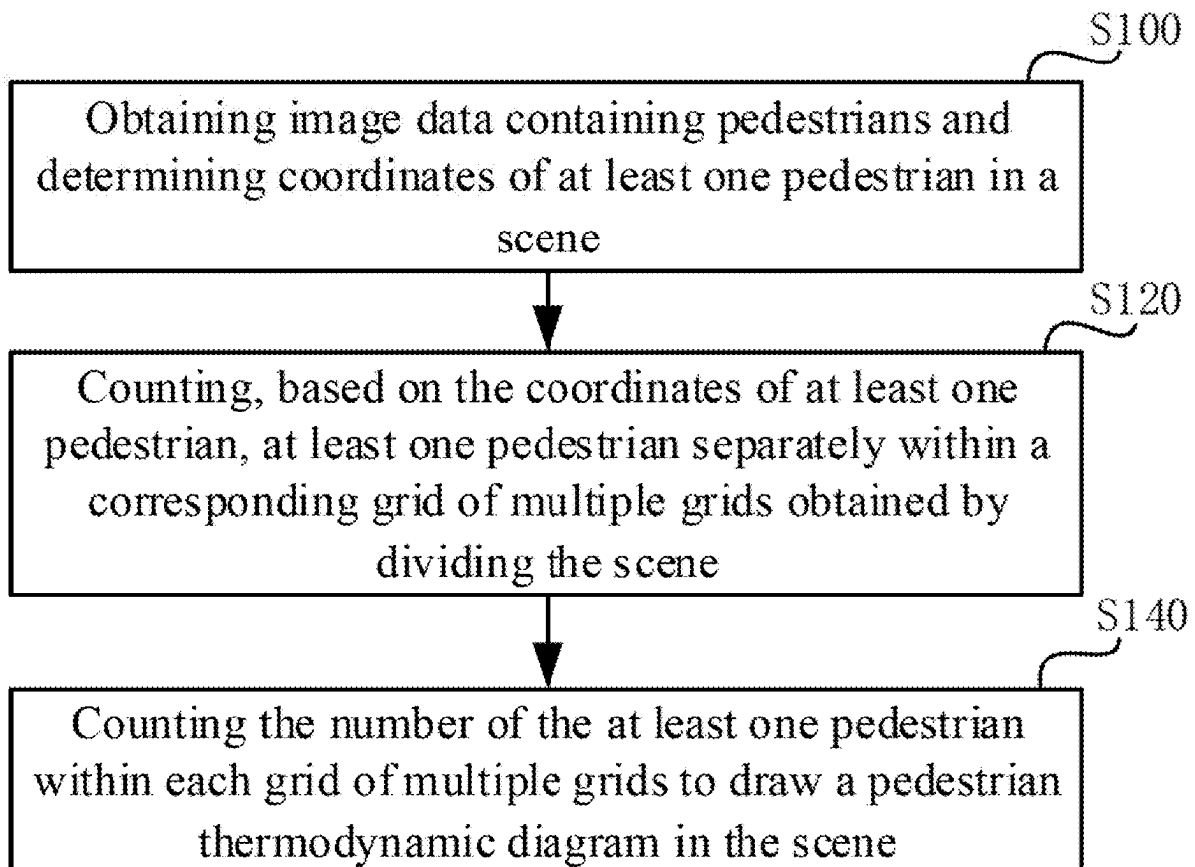 S100
Obtaining image data containing pedestrians and
determining coordinates of at least one pedestrian in a
scene
S120
Counting, based on the coordinates of at least one
pedestrian, at least one pedestrian separately within a
corresponding grid of multiple grids obtained by
dividing the scene
S140
Counting the number of the at least one pedestrian
within each grid of multiple grids to draw a pedestrian
thermodynamic diagram in the scene